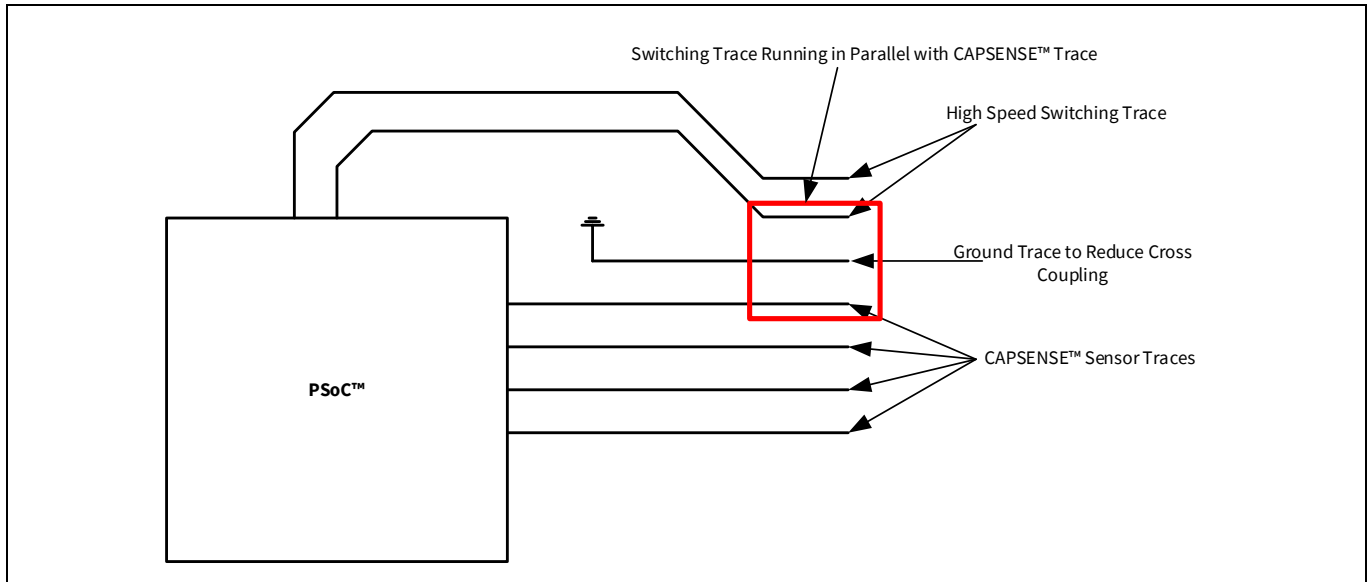 Switching Trace Running in Parallel with CAPSENSE™ Trace
High Speed Switching Trace
Ground Trace to Reduce Cross
Coupling
CAPSENSE™ Sensor Traces
PSoC™